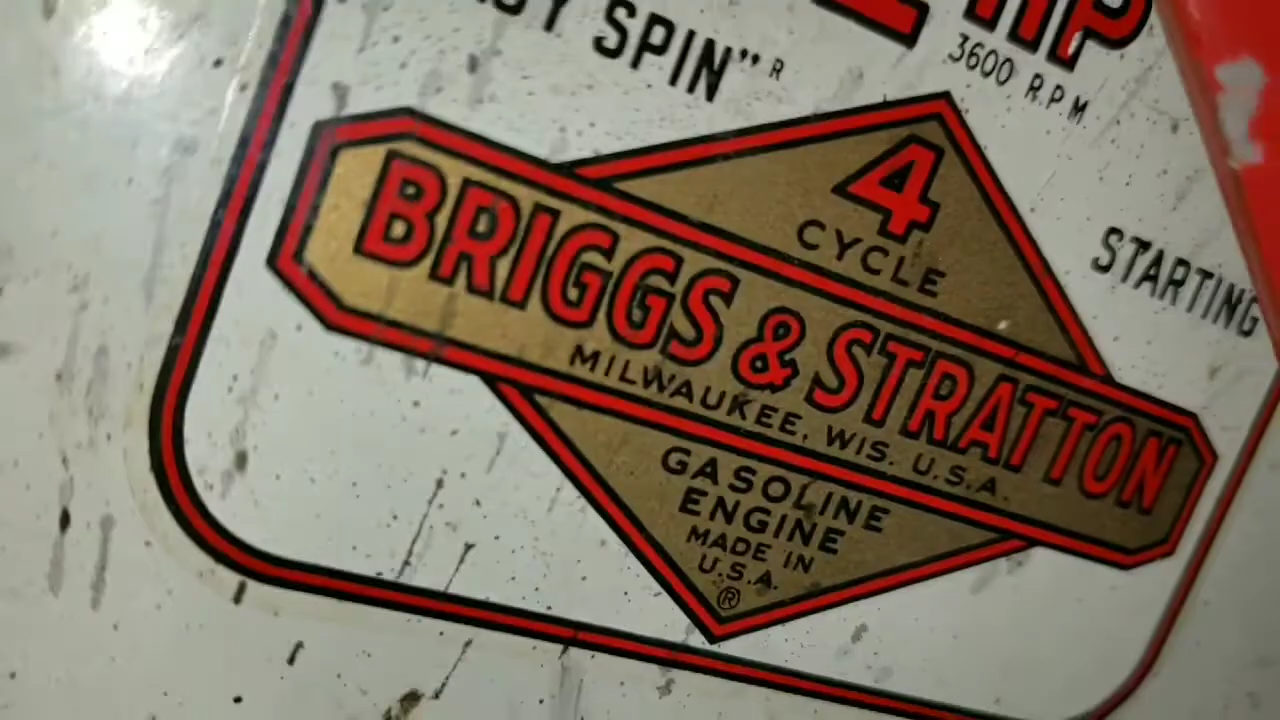 SPIN" R
HP
3600 R.P.M
STARTING
4
CYCLE
BRIGGS & STRATTON
MILWAUKEE, WIS. U.S.A.
GASOLINE
ENGINE
MADE IN
U.S.A.
®